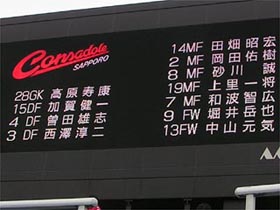 Consadole
SAPPORO
28GK 高原寿康
15DF 加賀健一
4 DF 曽田雄志
3 DF 西澤淳二
14MF 田畑昭宏
2 MF 岡田佑樹
8 MF 砂川誠
19MF 上里一将
7 MF 和波智広
9 FW 堀井岳也
13FW 中山元気